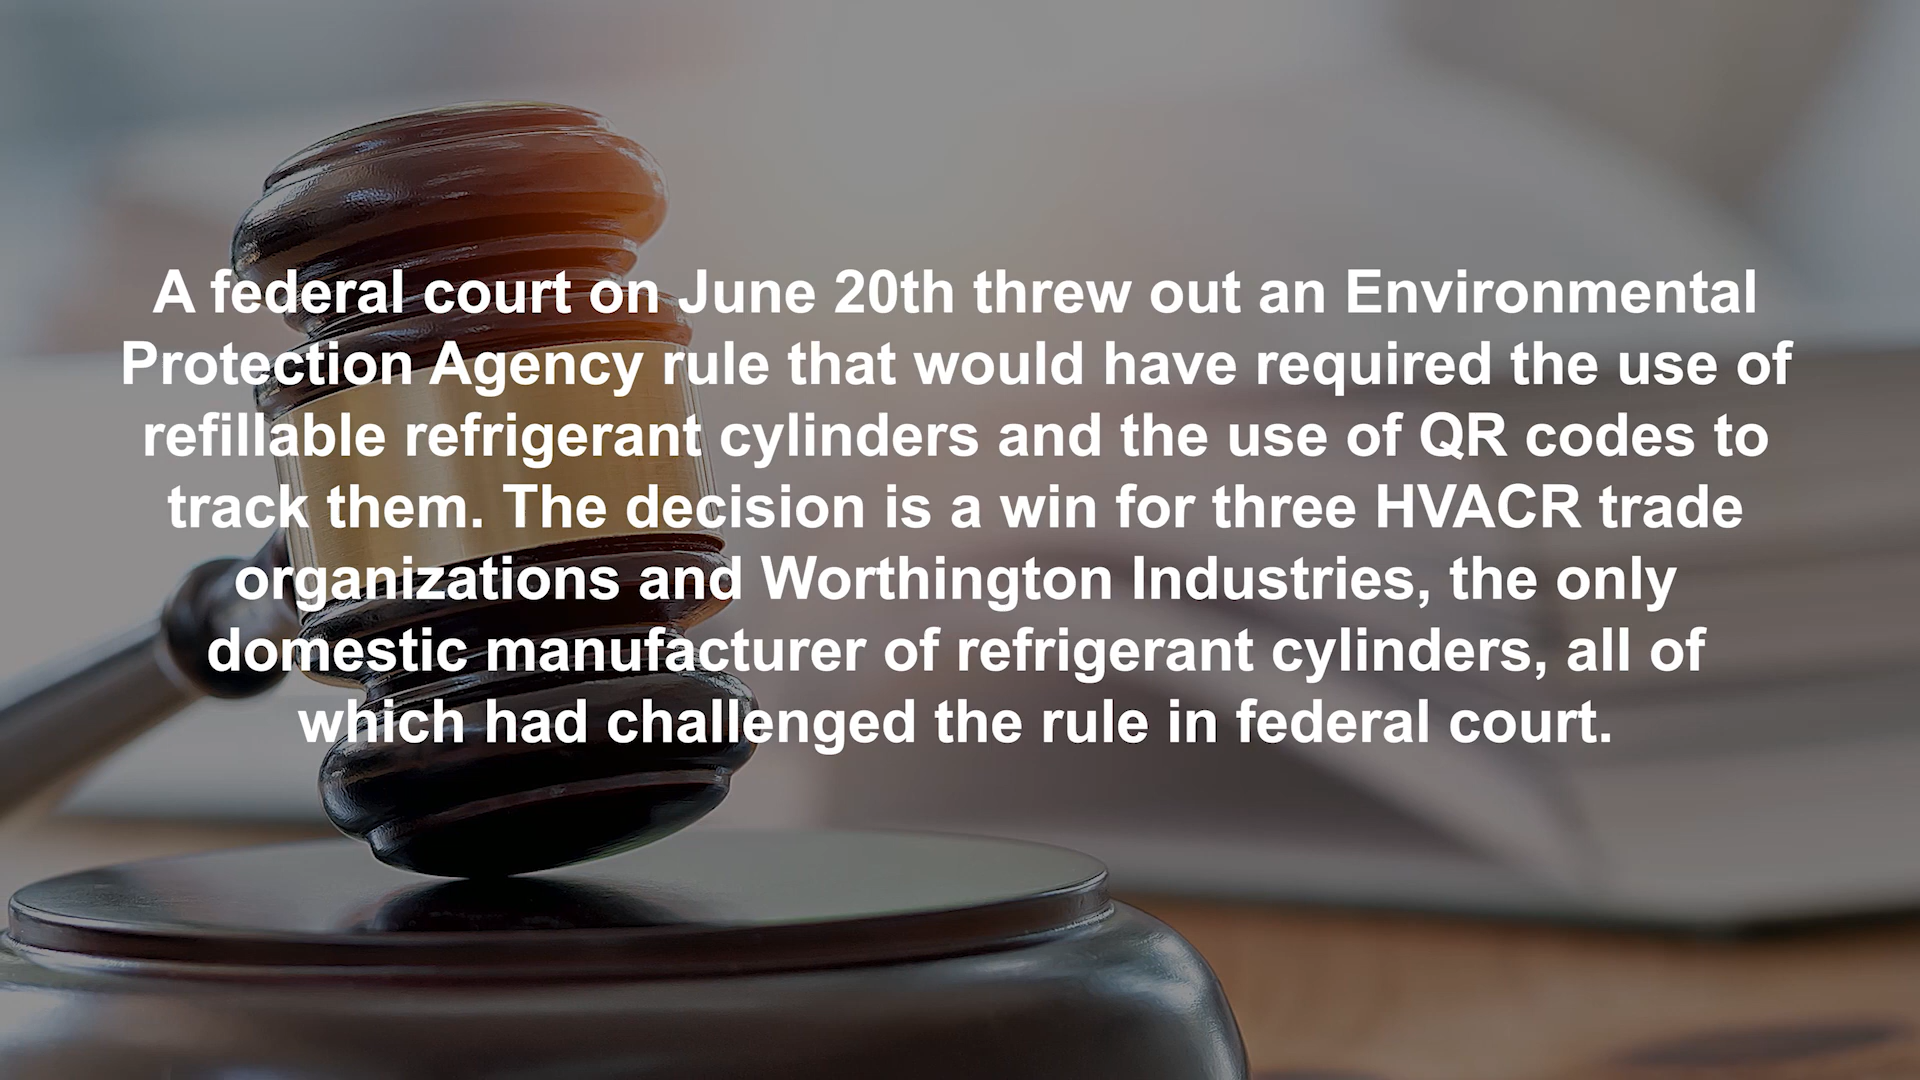 A federal court on June 20th threw out an Environmental
Protection Agency rule that would have required the use of
refillable refrigerant cylinders and the use of QR codes to
track them. The decision is a win for three HVACR trade
organizations and Worthington Industries, the only
domestic manufacturer of refrigerant cylinders, all of
which had challenged the rule in federal court.